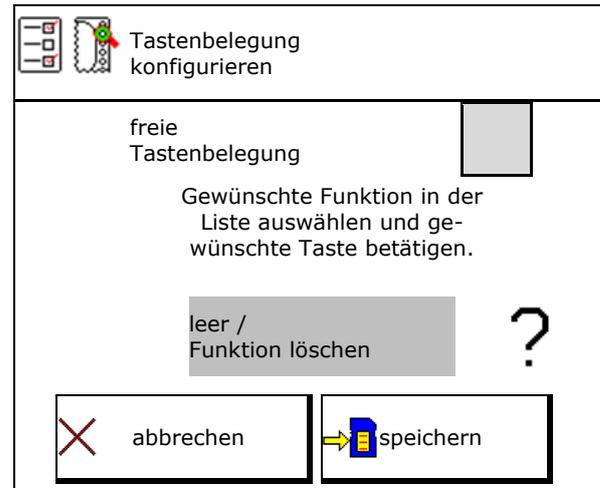 Tastenbelegung
konfigurieren
freie
Tastenbelegung
Gewünschte Funktion in der
Liste auswählen und ge-
wünschte Taste betätigen.
leer /
Funktion löschen
?
abbrechen
speichern